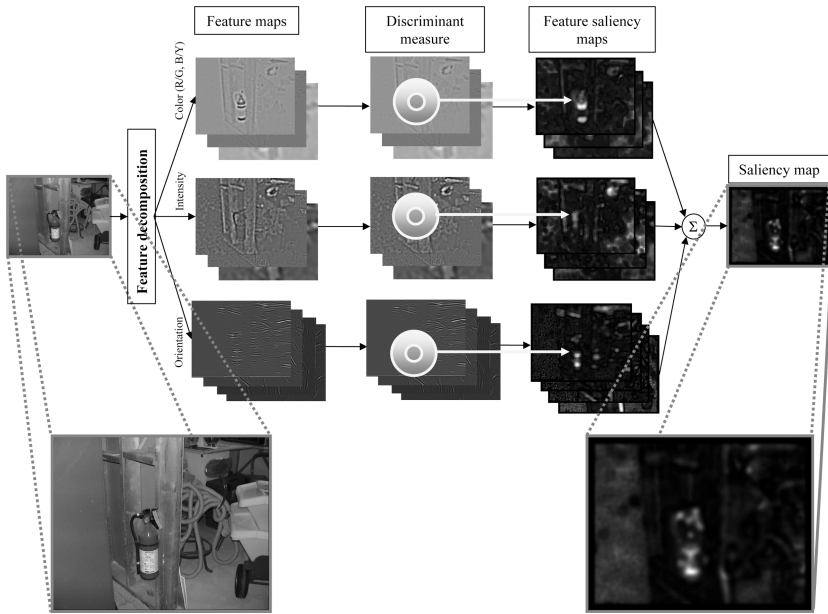 Feature maps
Discriminant
measure
Feature saliency
maps
Color (R/G, B/Y)
Intensity
Orientation
Feature decomposition
Σ
Saliency map